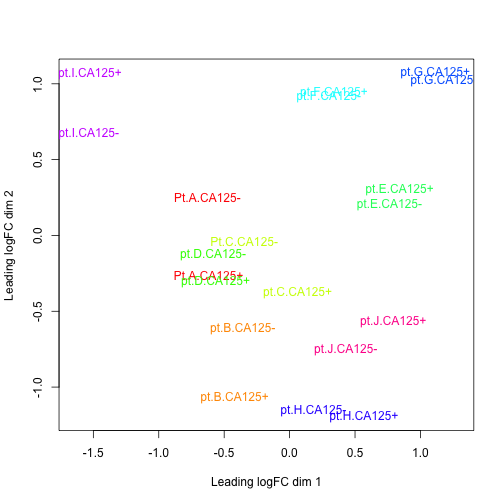 pt.I.CA125+
pt.G.CA125+
pt.G.CA125
pt.F.CA125+
pt.F.CA125-
pt.I.CA125-
pt.E.CA125+
Pt.A.CA125-
pt.E.CA125-
Pt.C.CA125-
pt.D.CA125-
Pt.A.CA125+
pt.D.CA125+
pt.C.CA125+
pt.J.CA125+
pt.B.CA125-
pt.J.CA125-
pt.B.CA125+
pt.H.CA125-
pt.H.CA125+
Leading logFC dim 2
1.0
0.5
0.0
-0.5
-1.0
-1.5 -1.0 -0.5 0.0 0.5 1.0
Leading logFC dim 1